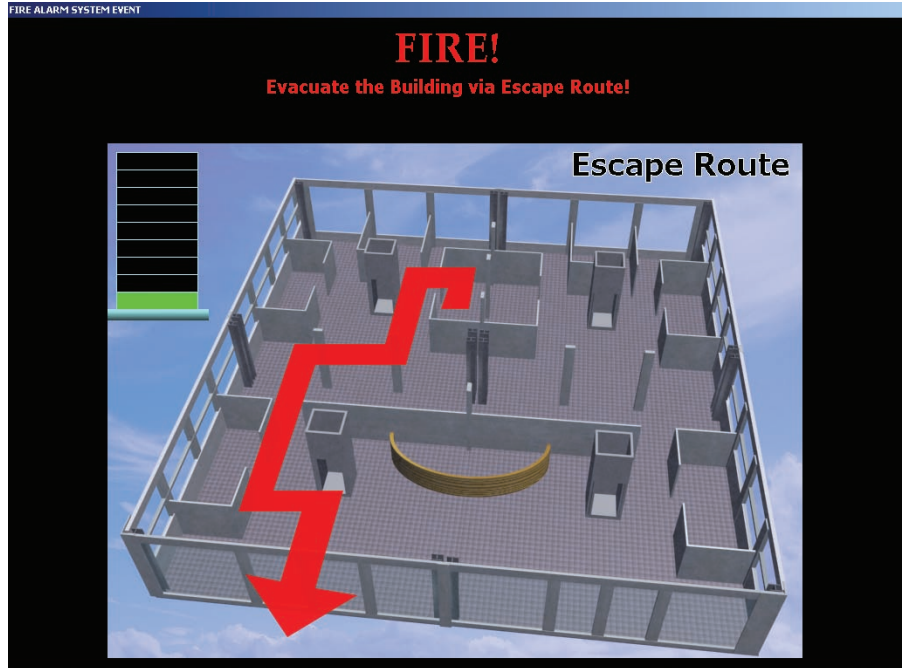 FIRE ALARM SYSTEM EVENT
FIRE!
Evacuate the Building via Escape Route!
Escape Route